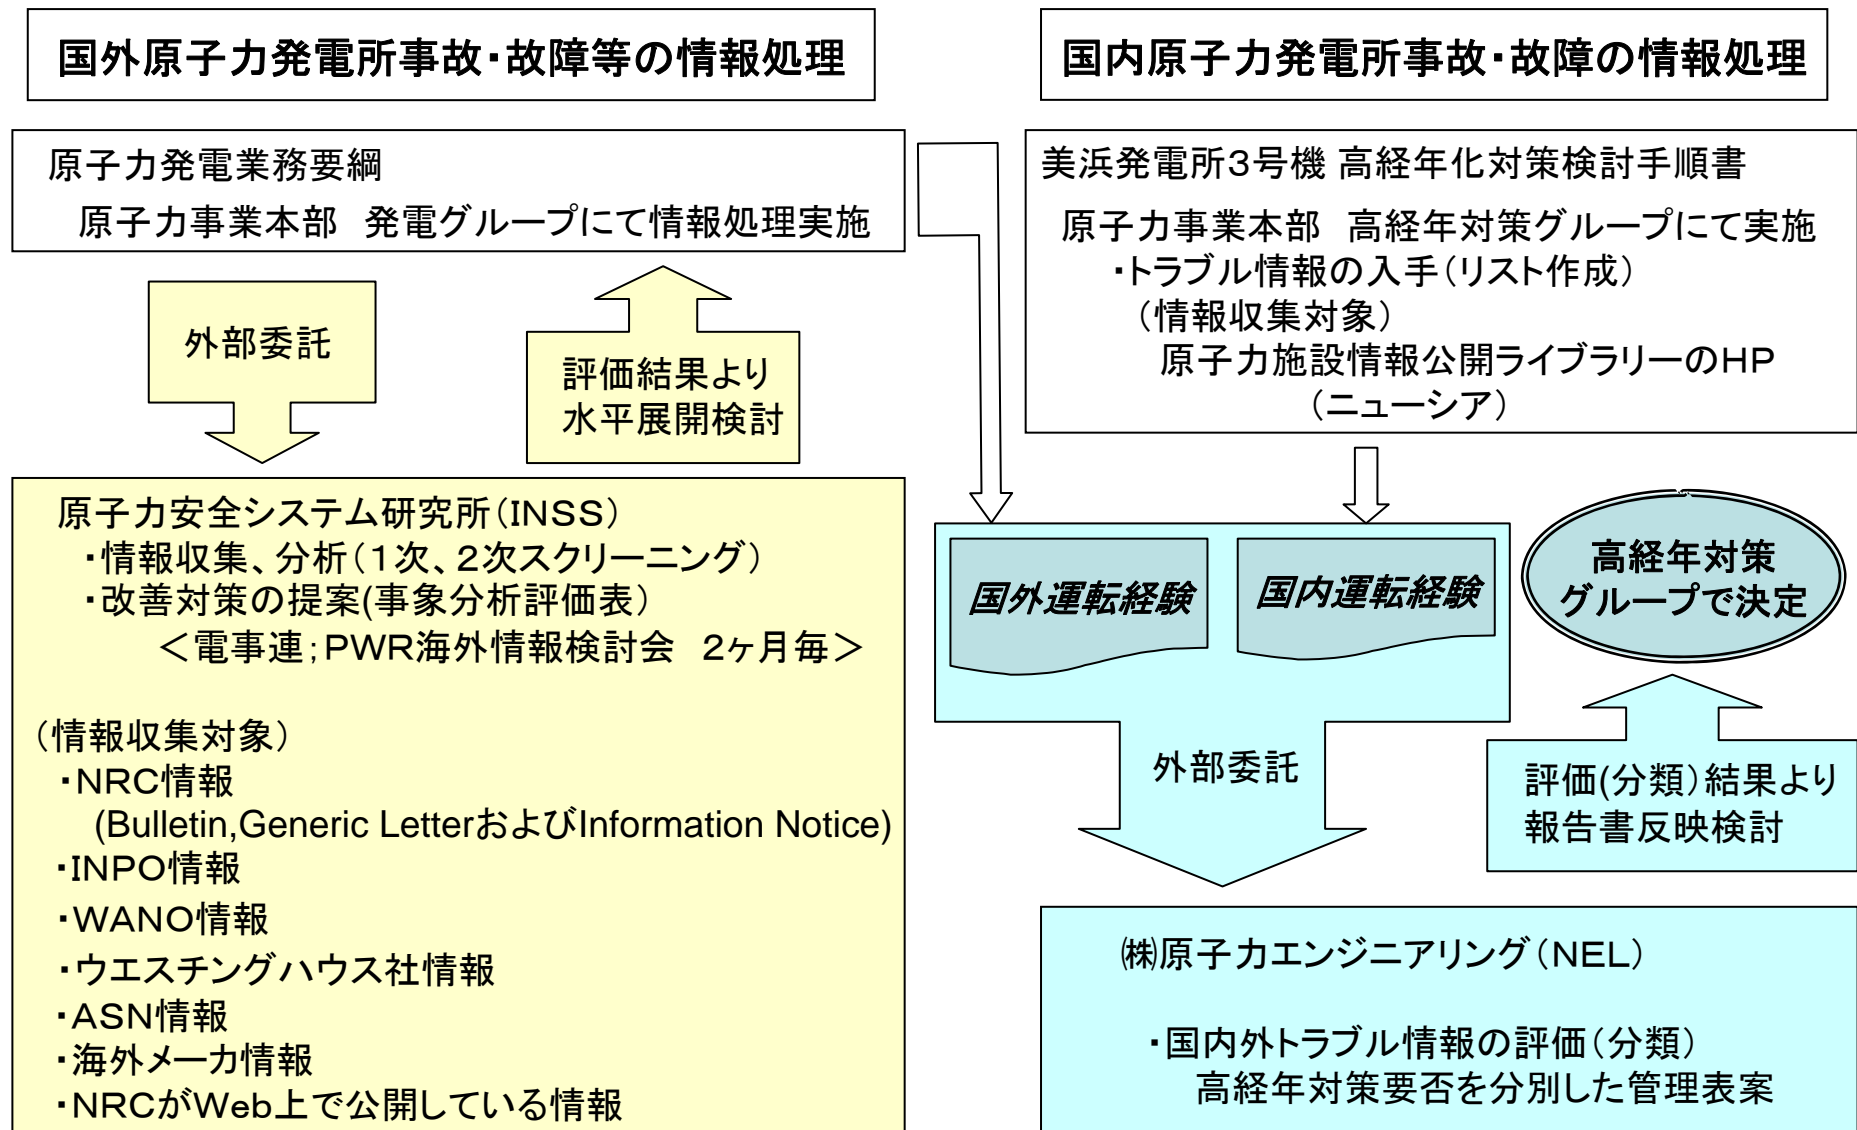 国外原子力発電所事故・故障等の情報処理
原子力発電業務要綱
原子力事業本部 発電グループにて情報処理実施
外部委託
評価結果より
水平展開検討
原子力安全システム研究所(INSS)
・情報収集、分析(1次、2次スクリーニング)
・改善対策の提案(事象分析評価表)
<電事連;PWR海外情報検討会 2ヶ月毎>
(情報収集対象)
・NRC情報
(Bulletin,Generic LetterおよびInformation Notice)
・INPO情報
・WANO情報
・ウエスチングハウス社情報
・ASN情報
・海外メーカ情報
・NRCがWeb上で公開している情報
国内原子力発電所事故・故障の情報処理
美浜発電所3号機 高経年化対策検討手順書
原子力事業本部 高経年対策グループにて実施
・トラブル情報の入手(リスト作成)
(情報収集対象)
原子力施設情報公開ライブラリーのHP
(ニューシア)
国外運転経験
国内運転経験
高経年対策
グループで決定
外部委託
評価(分類)結果より
報告書反映検討
㈱原子力エンジニアリング(NEL)
・国内外トラブル情報の評価(分類)
高経年対策要否を分別した管理表案